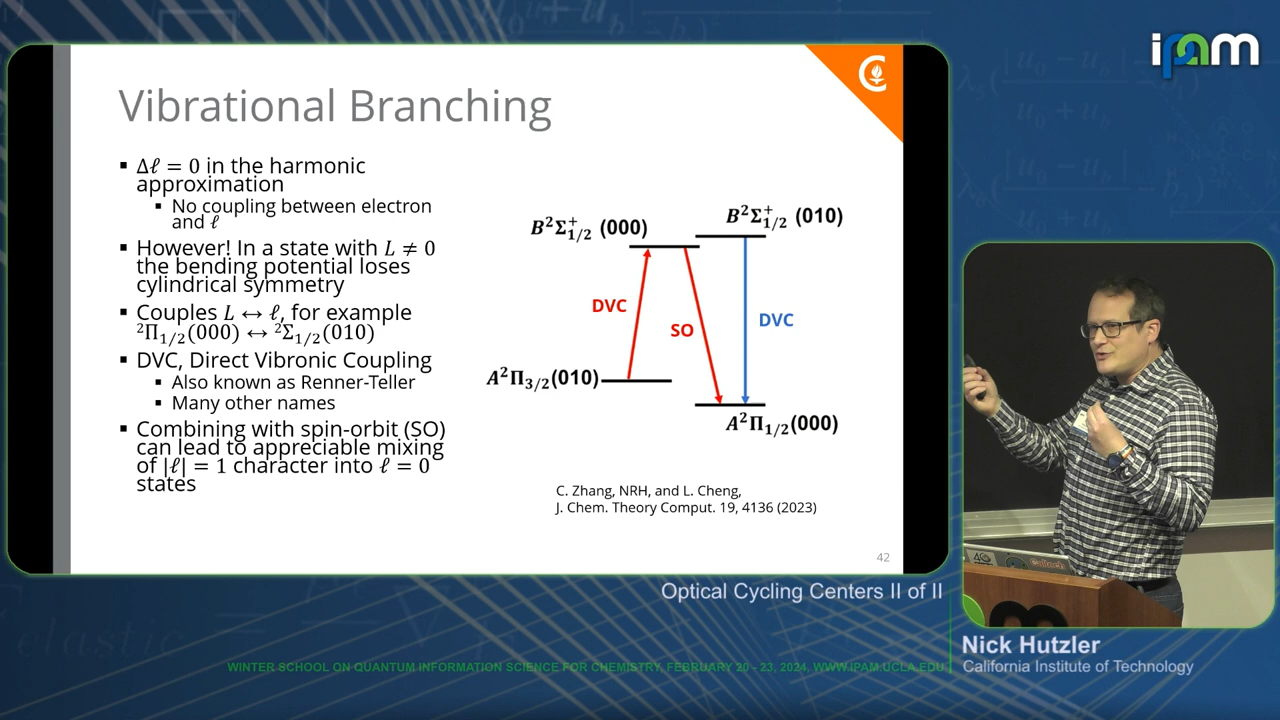 ipam
Vibrational Branching
▪ Δℓ = 0 in the harmonic
approximation
▪ No coupling between electron
and ℓ
▪ However! In a state with L ≠ 0
the bending potential loses
cylindrical symmetry
▪ Couples L ↔ ℓ, for example
²Π₁/₂(000) ↔ ²Σ₁/₂(010)
▪ DVC, Direct Vibronic Coupling
▪ Also known as Renner-Teller
▪ Many other names
▪ Combining with spin-orbit (SO)
can lead to appreciable mixing
of |ℓ| = 1 character into ℓ = 0
states
B²Σ⁺₁/₂ (000)
B²Σ⁺₁/₂ (010)
DVC
SO
DVC
A²Π₃/₂(010)
A²Π₁/₂(000)
C. Zhang, NRH, and L. Cheng,
J. Chem. Theory Comput. 19, 4136 (2023)
42
Optical Cycling Centers II of II
Nick Hutzler
California Institute of Technology
WINTER SCHOOL ON QUANTUM INFORMATION SCIENCE FOR CHEMISTRY, FEBRUARY 20 - 23, 2024, WWW.IPAM.UCLA.EDU